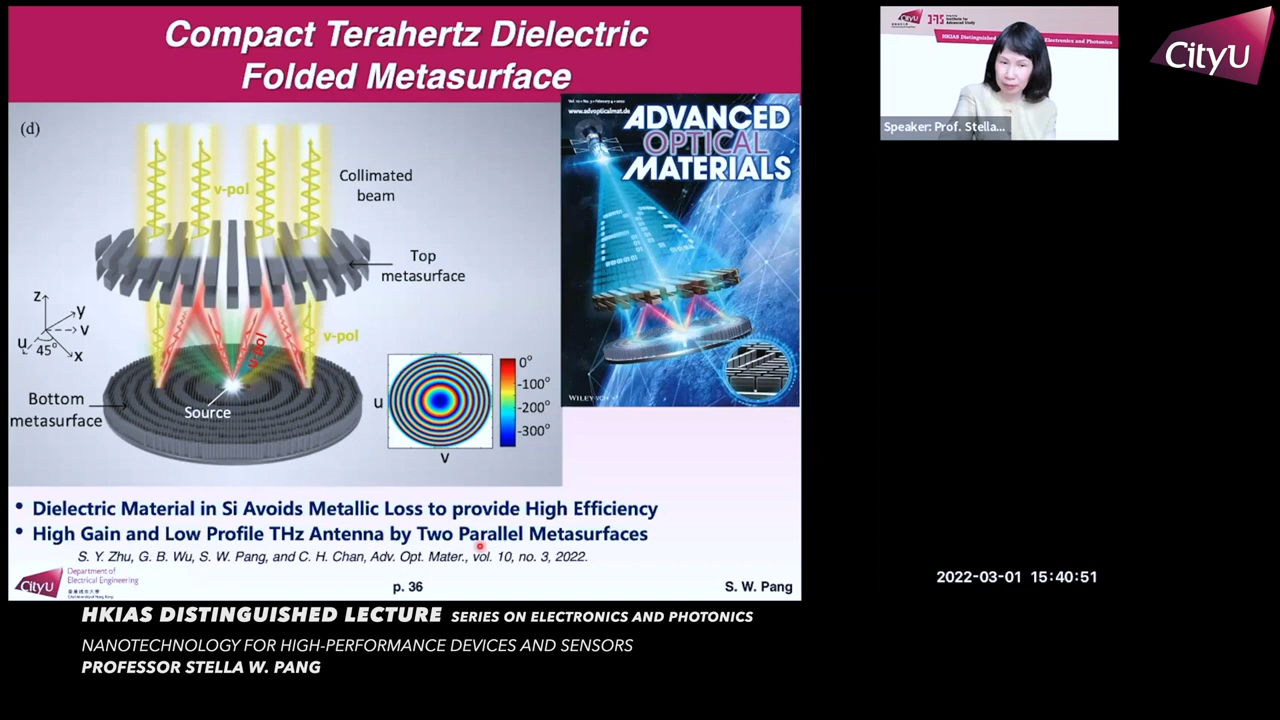 Compact Terahertz Dielectric
Folded Metasurface
(d)
v-pol
Collimated
beam
Top
metasurface
z
y
v
u
45°
x
v-pol
Bottom
metasurface
Source
u
v
0°
-100°
-200°
-300°
www.advopticalmat.de
ADVANCED
OPTICAL
MATERIALS
WILEY-VCH
• Dielectric Material in Si Avoids Metallic Loss to provide High Efficiency
• High Gain and Low Profile THz Antenna by Two Parallel Metasurfaces
S. Y. Zhu, G. B. Wu, S. W. Pang, and C. H. Chan, Adv. Opt. Mater., vol. 10, no. 3, 2022.
CityU
Department of
Electrical Engineering
p. 36
S. W. Pang
CityU
HKIAS Distinguished
Electronics and Photonics
Speaker: Prof. Stella...
CityU
2022-03-01 15:40:51
HKIAS DISTINGUISHED LECTURE SERIES ON ELECTRONICS AND PHOTONICS
NANOTECHNOLOGY FOR HIGH-PERFORMANCE DEVICES AND SENSORS
PROFESSOR STELLA W. PANG